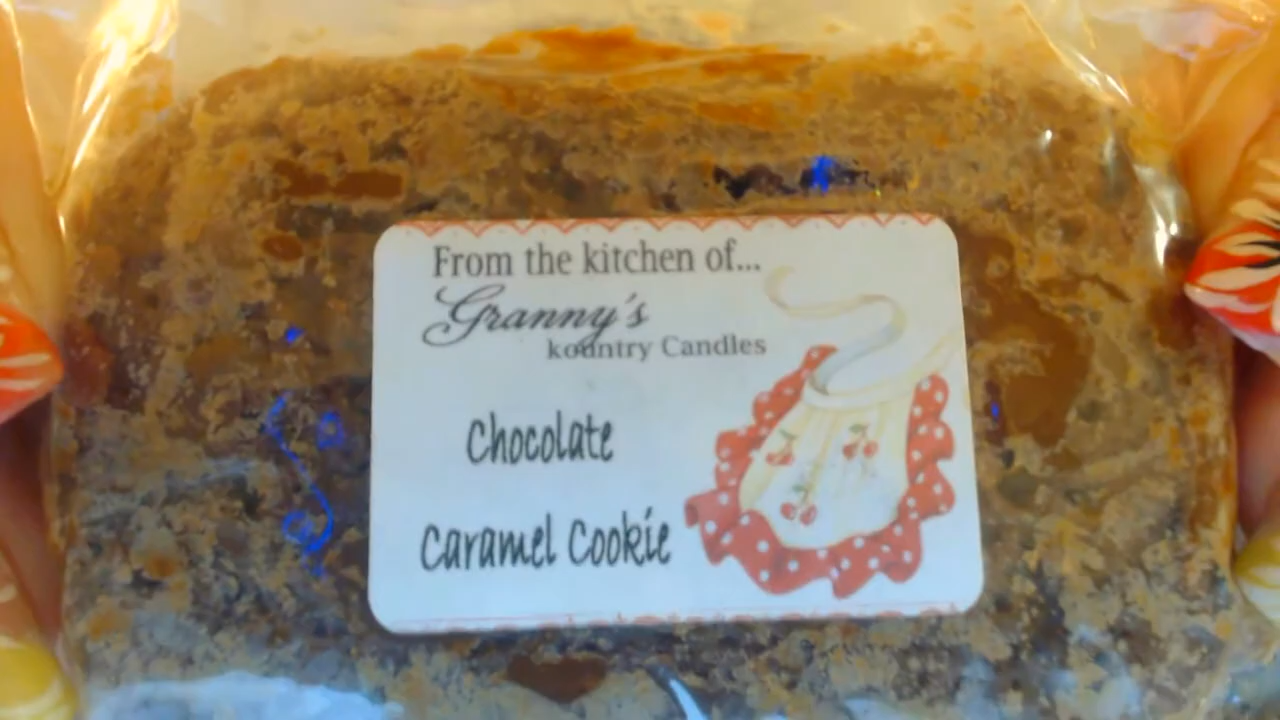 From the kitchen of...
Granny's
kountry Candles
Chocolate
Caramel Cookie